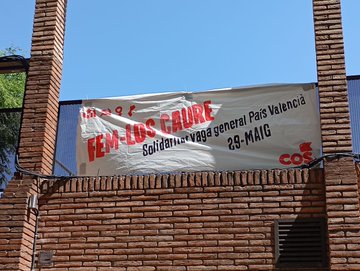 FEM-LOS CAURE
Solidaritat vaga general País Valencià
29-MAIG
COS